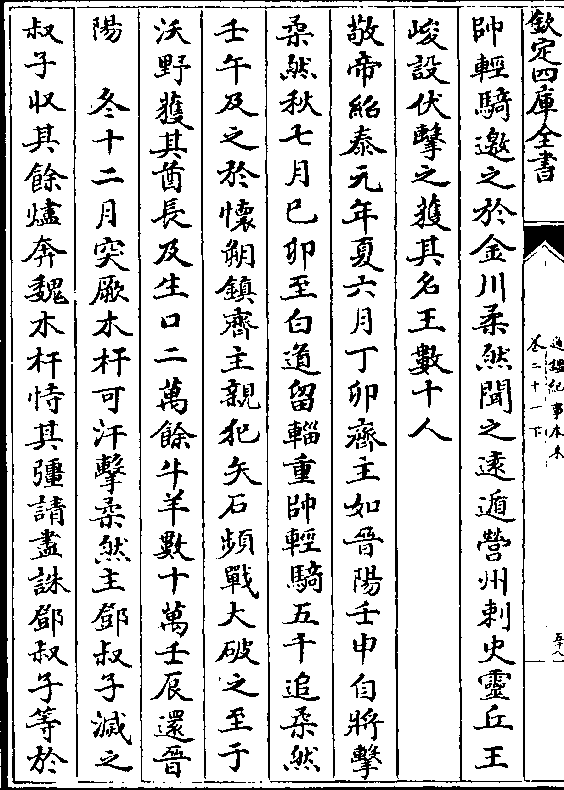 欽定四庫全書
通鑑紀事本末
卷二十一下
五十八
帥輕騎邀之於金川柔然聞之遠遁營州刺史靈丘王
峻設伏擊之獲其名王數十人
敬帝紹泰元年夏六月丁卯齊主如晉陽壬申自將擊
柔然秋七月己卯至白道留輜重帥輕騎五千追柔然
壬午及之於懷朔鎮齊主親犯矢石頻戰大破之至于
沃野獲其酋長及生口二萬餘牛羊數十萬壬辰還晉
陽　冬十二月突厥木杆可汗擊柔然主鄧叔子滅之
叔子収其餘燼奔魏木杆恃其彊請盡誅鄧叔子等於